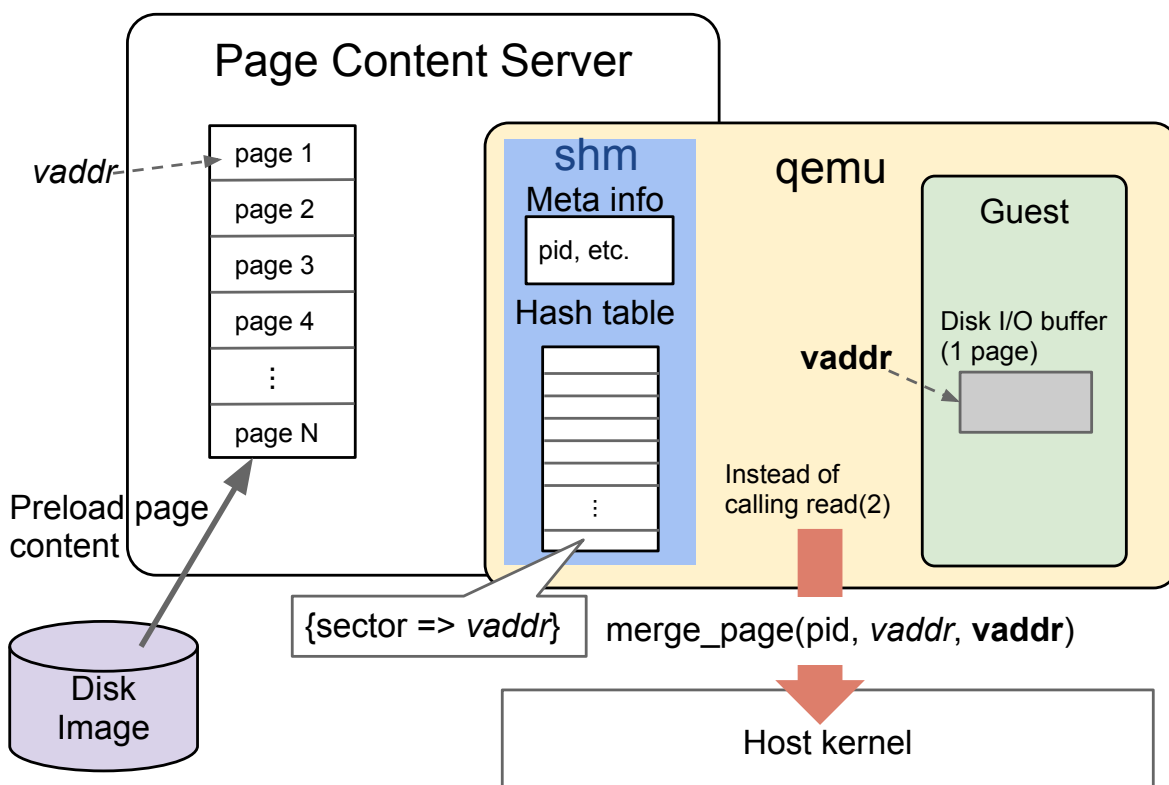 Page Content Server
vaddr
page 1
page 2
page 3
page 4
⋮
page N
Preload page
content
Disk
Image
shm
Meta info
pid, etc.
Hash table
⋮
{sector => vaddr}
qemu
Guest
Disk I/O buffer
(1 page)
vaddr
Instead of
calling read(2)
merge_page(pid, vaddr, vaddr)
Host kernel